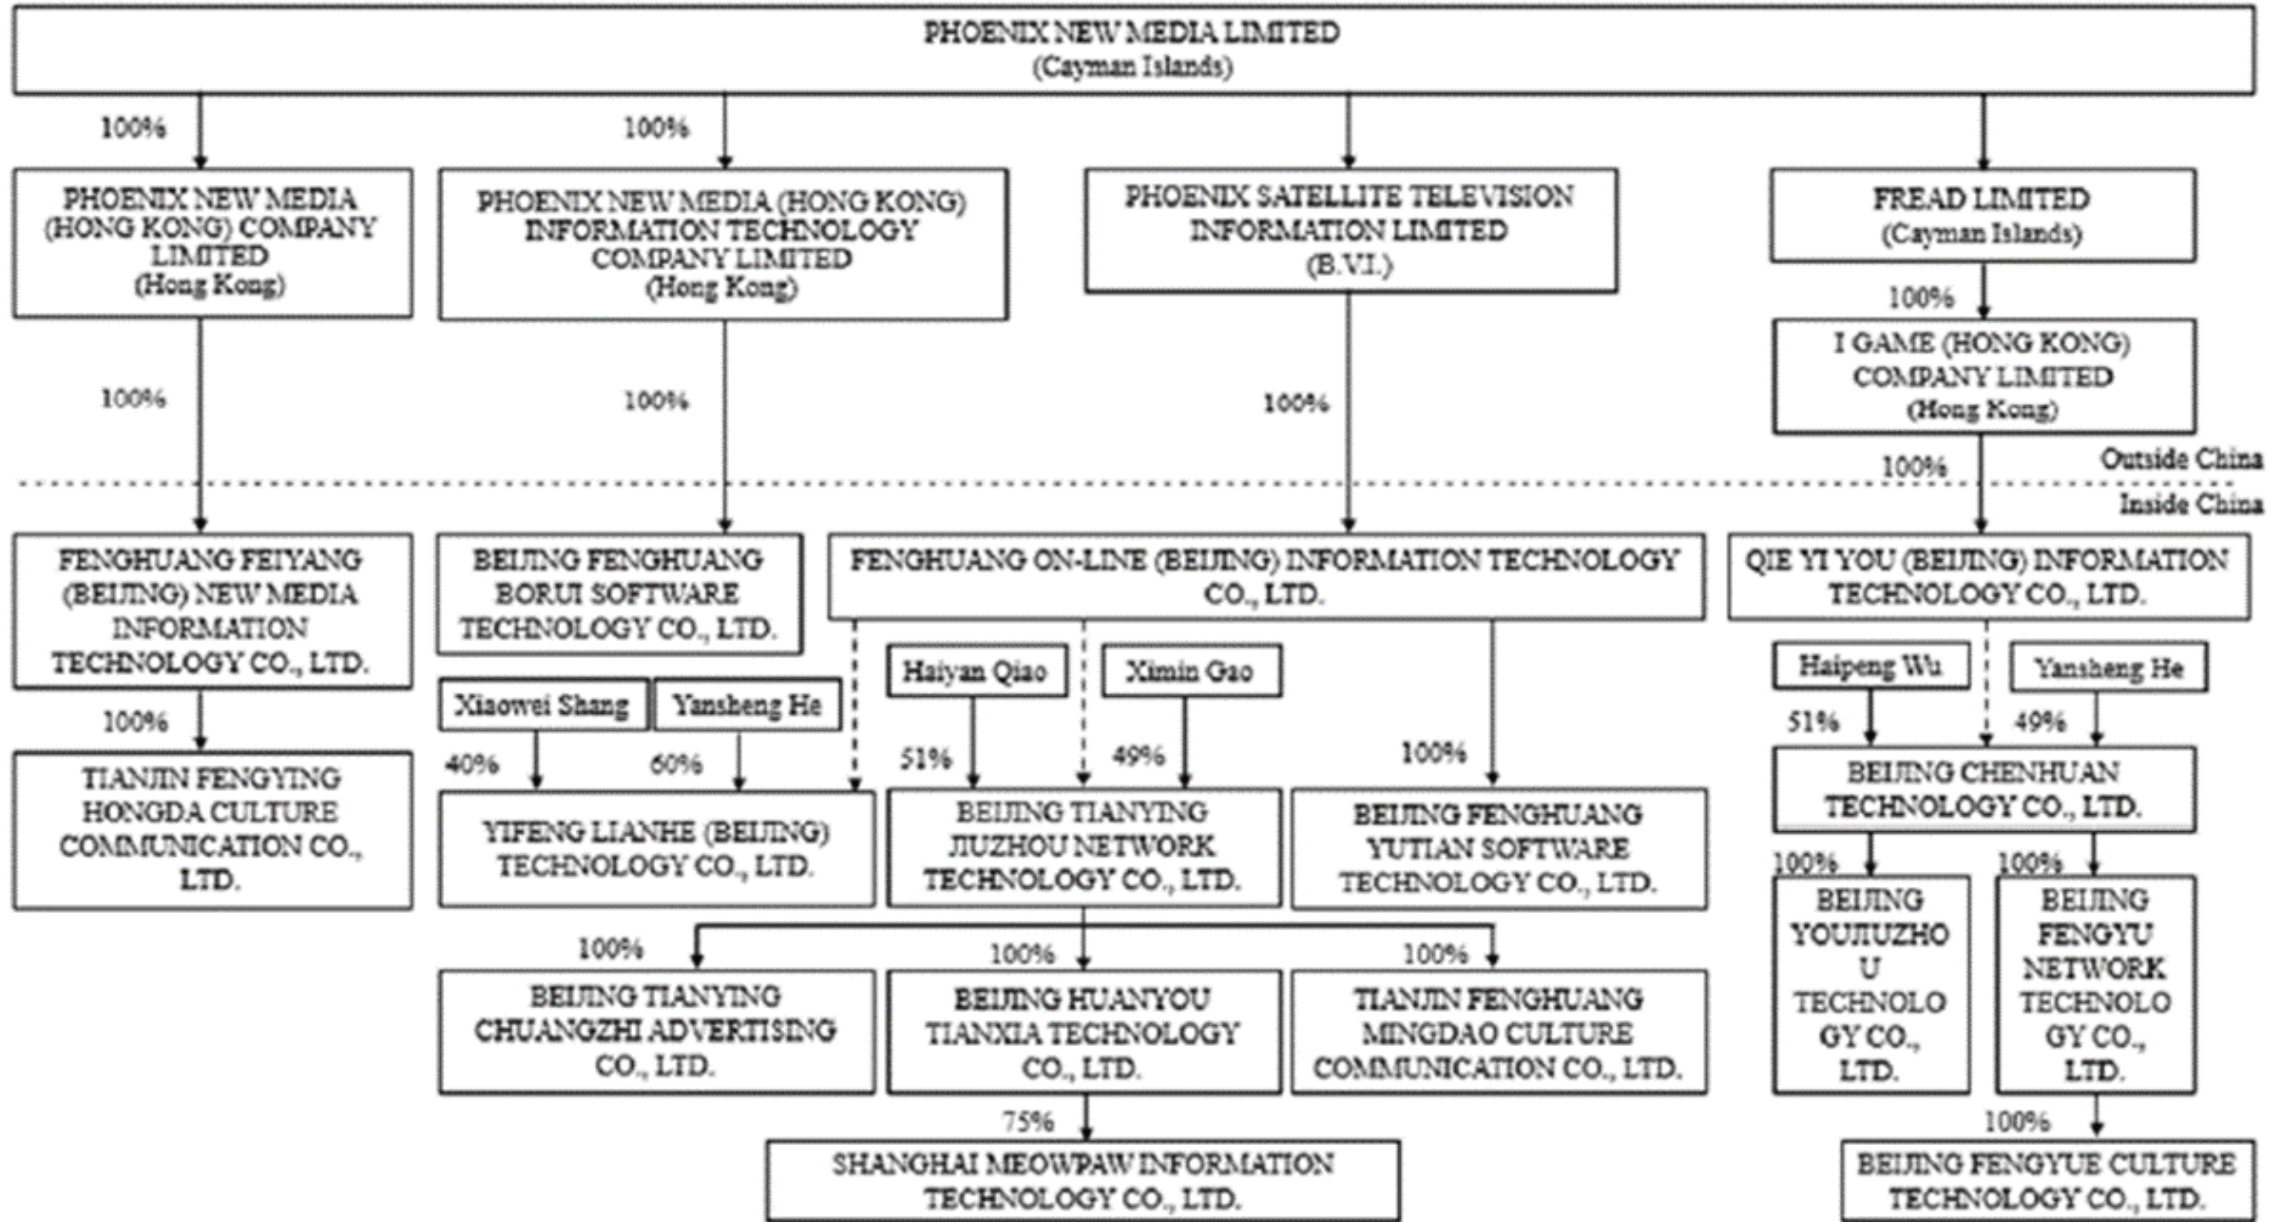 PHOENIX NEW MEDIA LIMITED
(Cayman Islands)
100%
100%
PHOENIX NEW MEDIA
(HONG KONG) COMPANY
LIMITED
(Hong Kong)
PHOENIX NEW MEDIA (HONG KONG)
INFORMATION TECHNOLOGY
COMPANY LIMITED
(Hong Kong)
PHOENIX SATELLITE TELEVISION
INFORMATION LIMITED
(B.V.I.)
FREAD LIMITED
(Cayman Islands)
100%
I GAME (HONG KONG)
COMPANY LIMITED
(Hong Kong)
100%
100%
100%
100%
Outside China
Inside China
FENGHUANG FEIYANG
(BEIJING) NEW MEDIA
INFORMATION
TECHNOLOGY CO., LTD.
BEIJING FENGHUANG
BORUI SOFTWARE
TECHNOLOGY CO., LTD.
FENGHUANG ON-LINE (BEIJING) INFORMATION TECHNOLOGY
CO., LTD.
QIE YI YOU (BEIJING) INFORMATION
TECHNOLOGY CO., LTD.
Xiaowei Shang
Yansheng He
Haiyan Qiao
Ximin Gao
Haipeng Wu
Yansheng He
100%
40%
60%
51%
49%
100%
51%
49%
TIANJIN FENGYING
HONGDA CULTURE
COMMUNICATION CO.,
LTD.
YIFENG LIANHE (BEIJING)
TECHNOLOGY CO., LTD.
BEIJING TIANYING
JIUZHOU NETWORK
TECHNOLOGY CO., LTD.
BEIJING FENGHUANG
YUTIAN SOFTWARE
TECHNOLOGY CO., LTD.
BEIJING CHENHUAN
TECHNOLOGY CO., LTD.
100%
100%
100%
100%
100%
BEIJING TIANYING
CHUANGZHI ADVERTISING
CO., LTD.
BEIJING HUANYOU
TIANXIA TECHNOLOGY
CO., LTD.
TIANJIN FENGHUANG
MINGDAO CULTURE
COMMUNICATION CO., LTD.
BEIJING
YOUJIUZHO
U
TECHNOLO
GY CO.,
LTD.
BEIJING
FENGYU
NETWORK
TECHNOLO
GY CO.,
LTD.
75%
100%
SHANGHAI MEOWPAW INFORMATION
TECHNOLOGY CO., LTD.
BEIJING FENGYUE CULTURE
TECHNOLOGY CO., LTD.